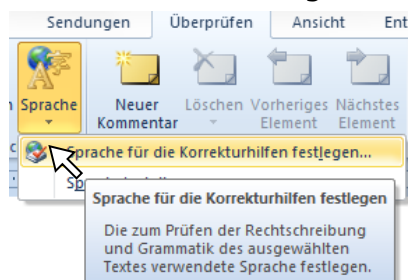 Sendungen Überprüfen Ansicht Ent
Sprache Neuer Löschen Vorheriges Nächstes
Kommentar Element Element
Sprache für die Korrekturhilfen festlegen...
Sprache für die Korrekturhilfen festlegen
Die zum Prüfen der Rechtschreibung
und Grammatik des ausgewählten
Textes verwendete Sprache festlegen.